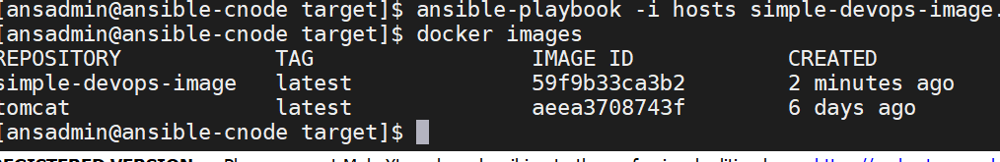 [ansadmin@ansible-cnode target]$ ansible-playbook -i hosts simple-devops-image.
[ansadmin@ansible-cnode target]$ docker images
REPOSITORY TAG IMAGE ID CREATED
simple-devops-image latest 59f9b33ca3b2 2 minutes ago
tomcat latest aeea3708743f 6 days ago
[ansadmin@ansible-cnode target]$
REGISTERED VERSION